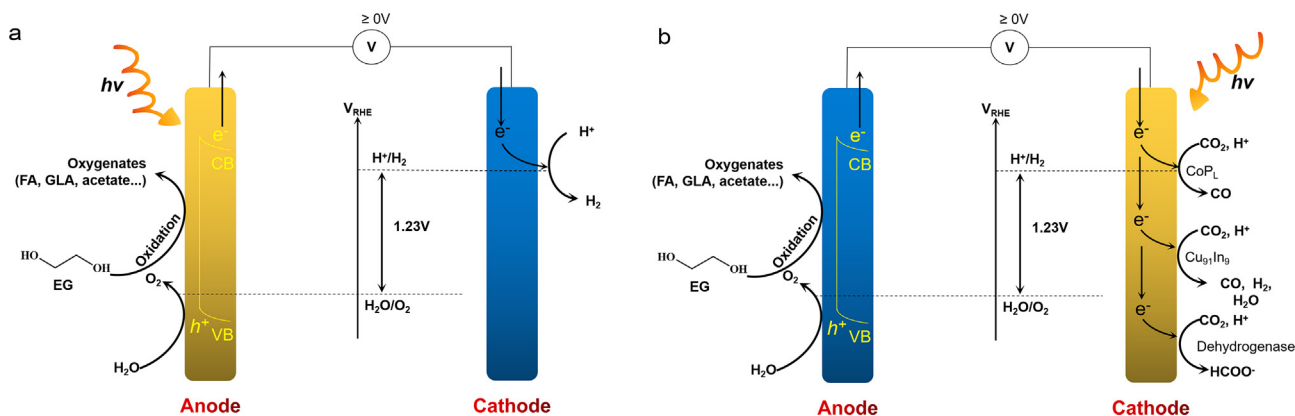 a
≥ 0V
V
hv
V_RHE
e⁻
CB
Oxygenates
(FA, GLA, acetate...)
Oxidation
HO
OH
EG
O₂
h⁺
VB
H₂O
H⁺/H₂
1.23V
H₂O/O₂
e⁻
H⁺
H₂
Anode
Cathode
b
≥ 0V
V
hv
V_RHE
e⁻
CB
Oxygenates
(FA, GLA, acetate...)
Oxidation
HO
OH
EG
O₂
h⁺
VB
H₂O
H⁺/H₂
1.23V
H₂O/O₂
e⁻
CO₂, H⁺
CoP_L
CO
e⁻
CO₂, H⁺
Cu₉₁In₉
CO, H₂,
H₂O
e⁻
CO₂, H⁺
Dehydrogenase
HCOO⁻
Anode
Cathode